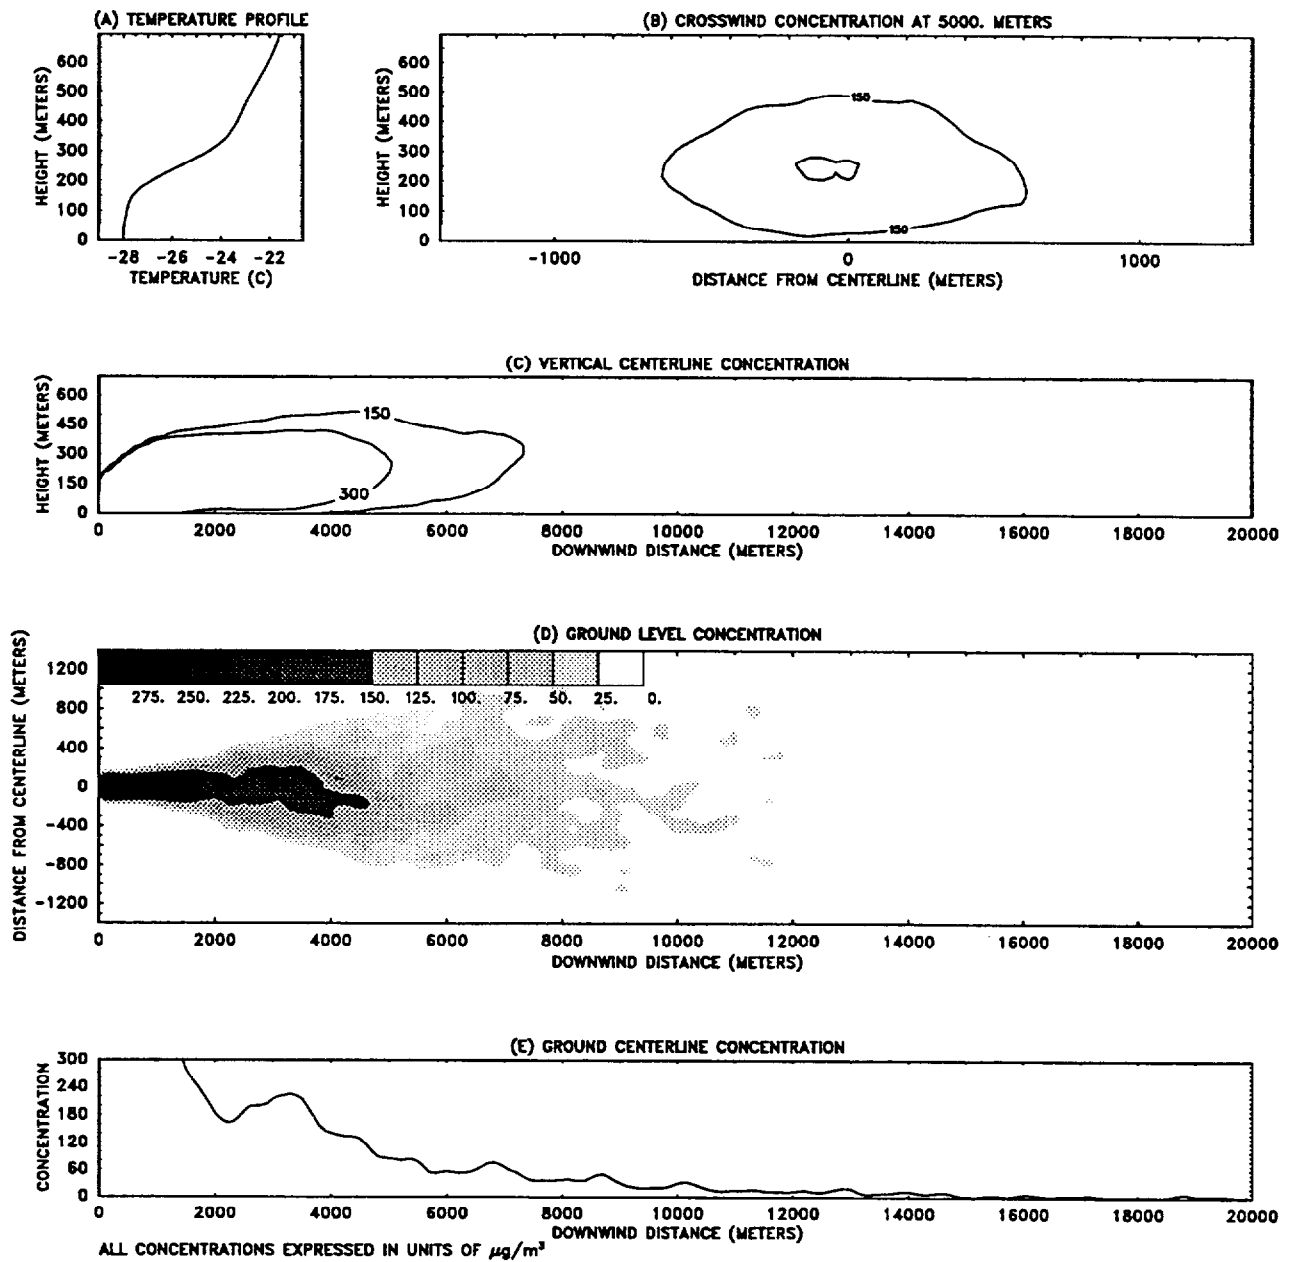 (A) TEMPERATURE PROFILE
(B) CROSSWIND CONCENTRATION AT 5000. METERS
HEIGHT (METERS)
600
500
400
300
200
100
0
-28 -26 -24 -22
TEMPERATURE (C)
HEIGHT (METERS)
600
500
400
300
200
100
0
150
150
-1000 0 1000
DISTANCE FROM CENTERLINE (METERS)
(C) VERTICAL CENTERLINE CONCENTRATION
HEIGHT (METERS)
600
450
300
150
0
150
300
0 2000 4000 6000 8000 10000 12000 14000 16000 18000 20000
DOWNWIND DISTANCE (METERS)
(D) GROUND LEVEL CONCENTRATION
DISTANCE FROM CENTERLINE (METERS)
1200
800
400
0
-400
-800
-1200
275. 250. 225. 200. 175. 150. 125. 100. 75. 50. 25. 0.
0 2000 4000 6000 8000 10000 12000 14000 16000 18000 20000
DOWNWIND DISTANCE (METERS)
(E) GROUND CENTERLINE CONCENTRATION
CONCENTRATION
300
240
180
120
60
0
0 2000 4000 6000 8000 10000 12000 14000 16000 18000 20000
DOWNWIND DISTANCE (METERS)
ALL CONCENTRATIONS EXPRESSED IN UNITS OF μg/m³